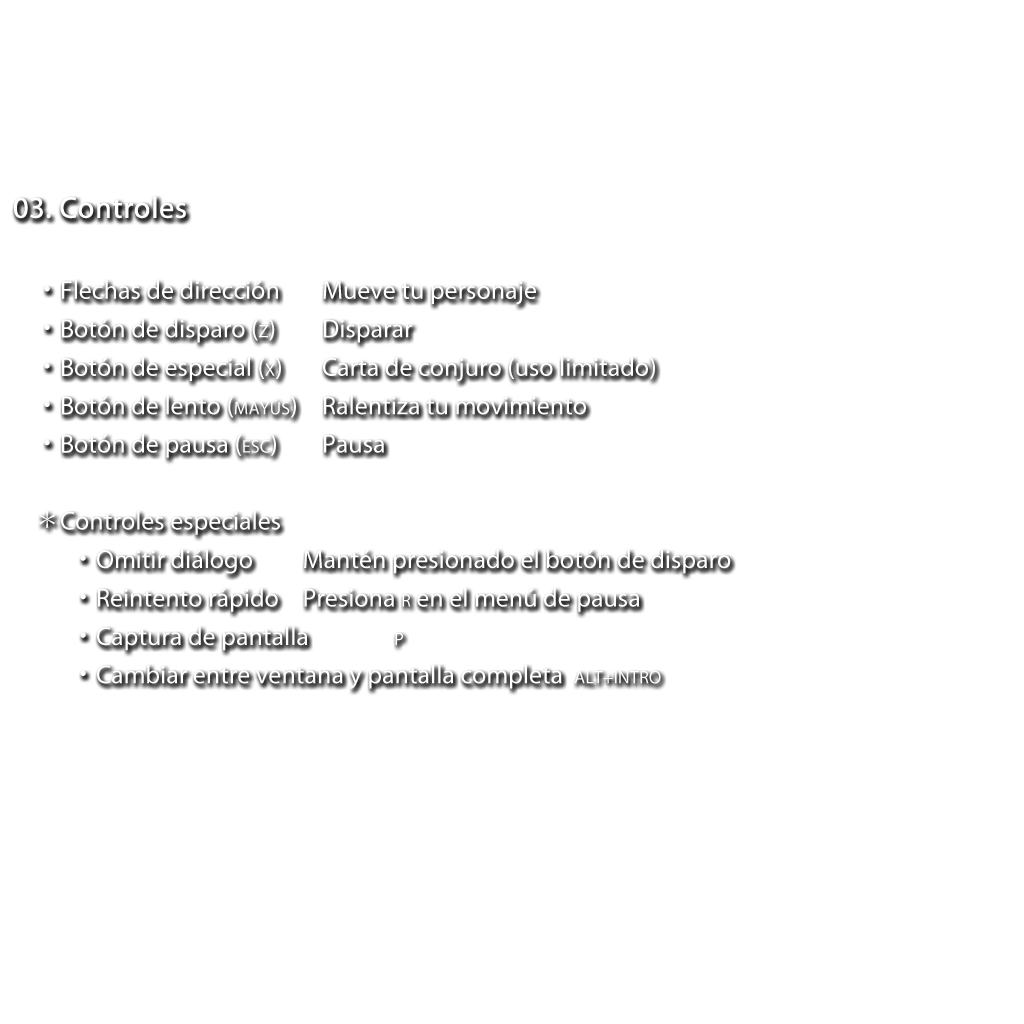 03. Controles
・Flechas de dirección Mueve tu personaje
・Botón de disparo (Z) Disparar
・Botón de especial (X) Carta de conjuro (uso limitado)
・Botón de lento (MAYÚS) Ralentiza tu movimiento
・Botón de pausa (ESC) Pausa
＊Controles especiales
・Omitir diálogo Mantén presionado el botón de disparo
・Reintento rápido Presiona R en el menú de pausa
・Captura de pantalla P
・Cambiar entre ventana y pantalla completa ALT+INTRO